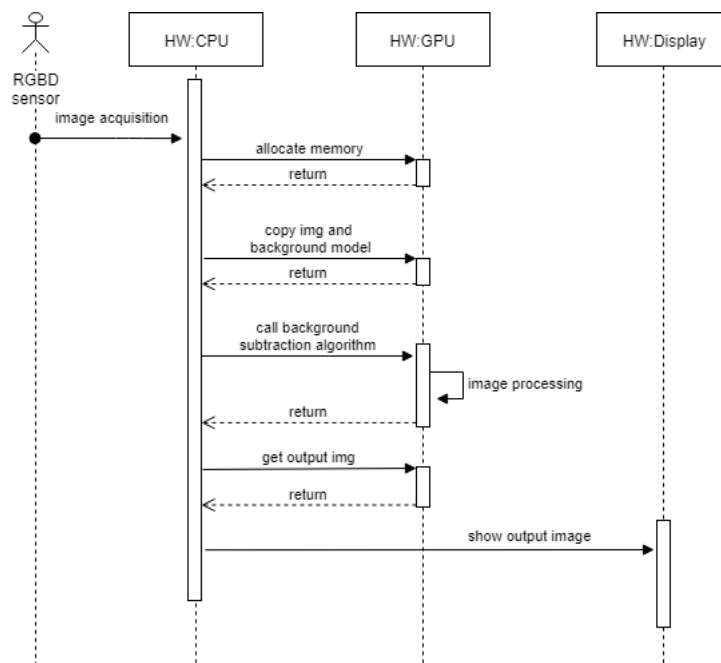 HW:CPU
HW:GPU
HW:Display
RGBD
sensor
image acquisition
allocate memory
return
copy img and
background model
return
call background
subtraction algorithm
image processing
return
get output img
return
show output image